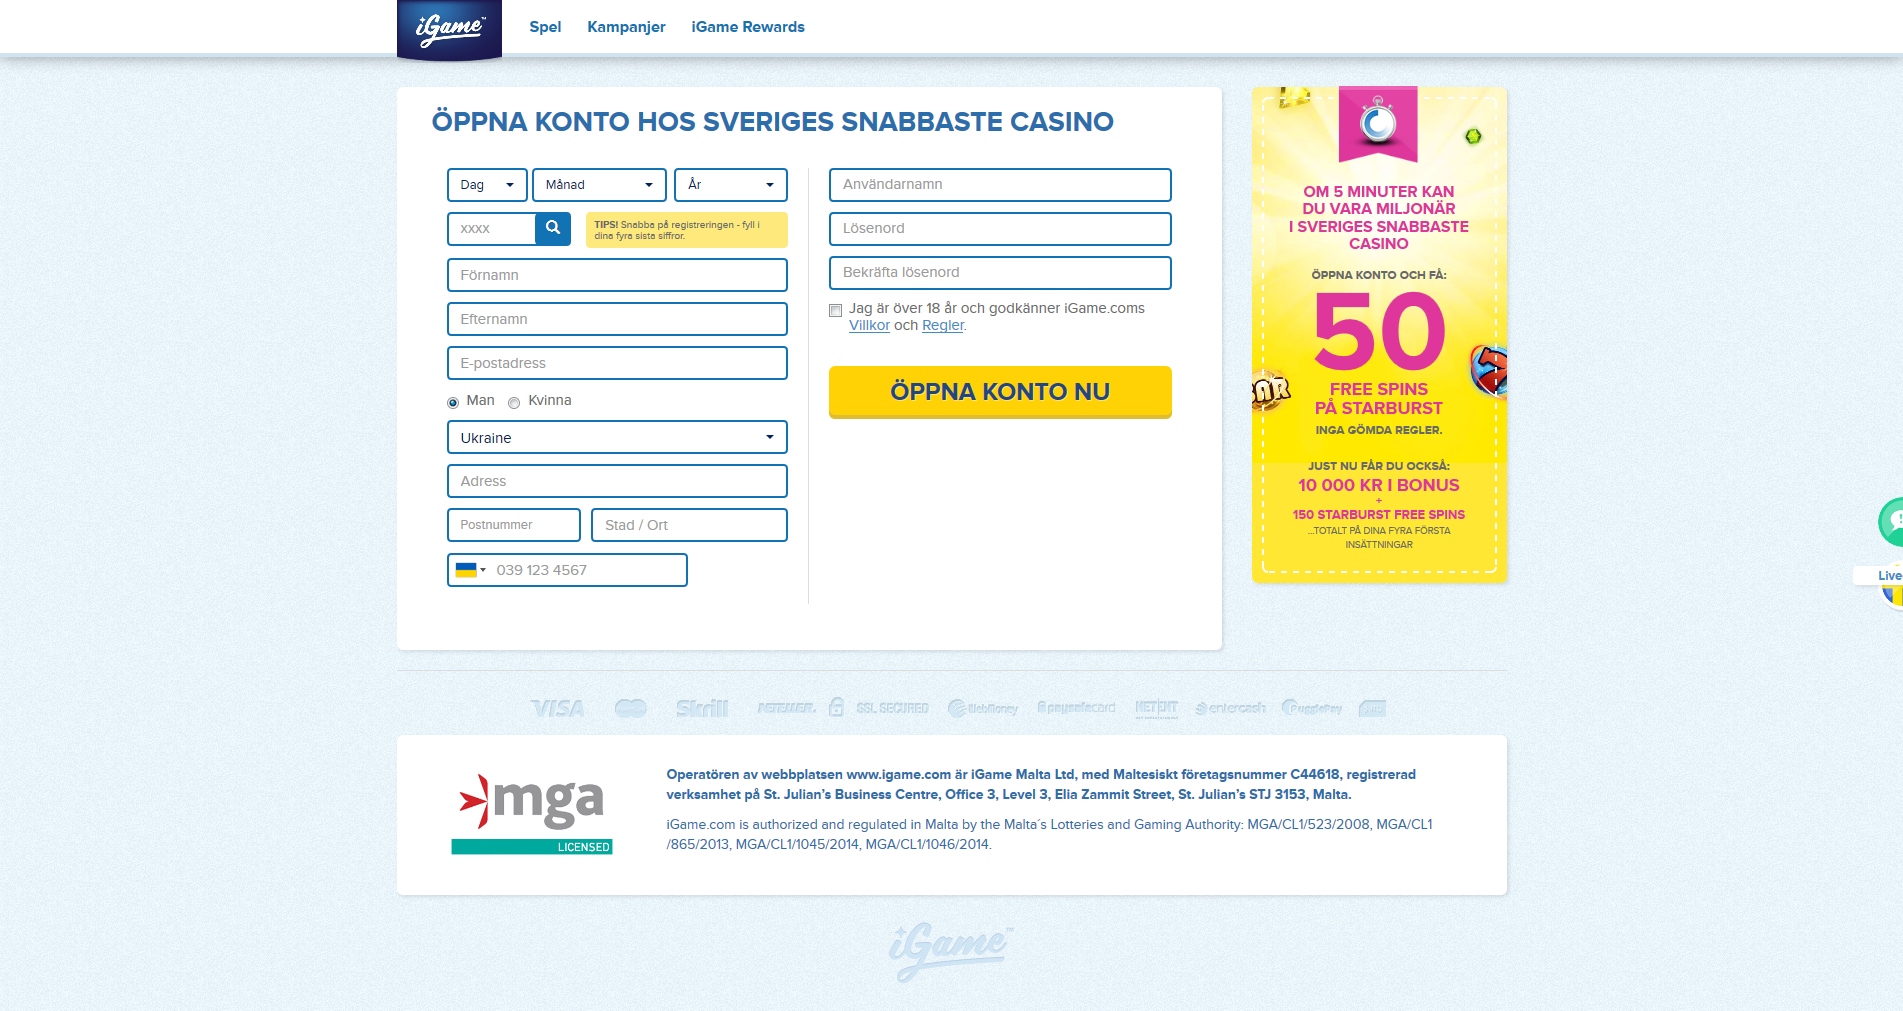 iGame™
Spel Kampanjer iGame Rewards
ÖPPNA KONTO HOS SVERIGES SNABBASTE CASINO
Dag Månad År
xxxx
TIPS! Snabba på registreringen - fyll i
dina fyra sista siffror.
Förnamn
Efternamn
E-postadress
Man Kvinna
Ukraine
Adress
Postnummer Stad / Ort
039 123 4567
Användarnamn
Lösenord
Bekräfta lösenord
Jag är över 18 år och godkänner iGame.coms
Villkor och Regler.
ÖPPNA KONTO NU
OM 5 MINUTER KAN
DU VARA MILJONÄR
I SVERIGES SNABBASTE
CASINO
ÖPPNA KONTO OCH FÅ:
50
FREE SPINS
PÅ STARBURST
INGA GÖMDA REGLER.
JUST NU FÅR DU OCKSÅ:
10 000 KR I BONUS
+
150 STARBURST FREE SPINS
...TOTALT PÅ DINA FYRA FÖRSTA
INSÄTTNINGAR
BAR
7
Live
VISA Skrill NETELLER. SSL SECURED WebMoney paysafecard NETENT entercash PugglePay
mga
LICENSED
Operatören av webbplatsen www.igame.com är iGame Malta Ltd, med Maltesiskt företagsnummer C44618, registrerad
verksamhet på St. Julian's Business Centre, Office 3, Level 3, Elia Zammit Street, St. Julian's STJ 3153, Malta.
iGame.com is authorized and regulated in Malta by the Malta´s Lotteries and Gaming Authority: MGA/CL1/523/2008, MGA/CL1
/865/2013, MGA/CL1/1045/2014, MGA/CL1/1046/2014.
iGame™